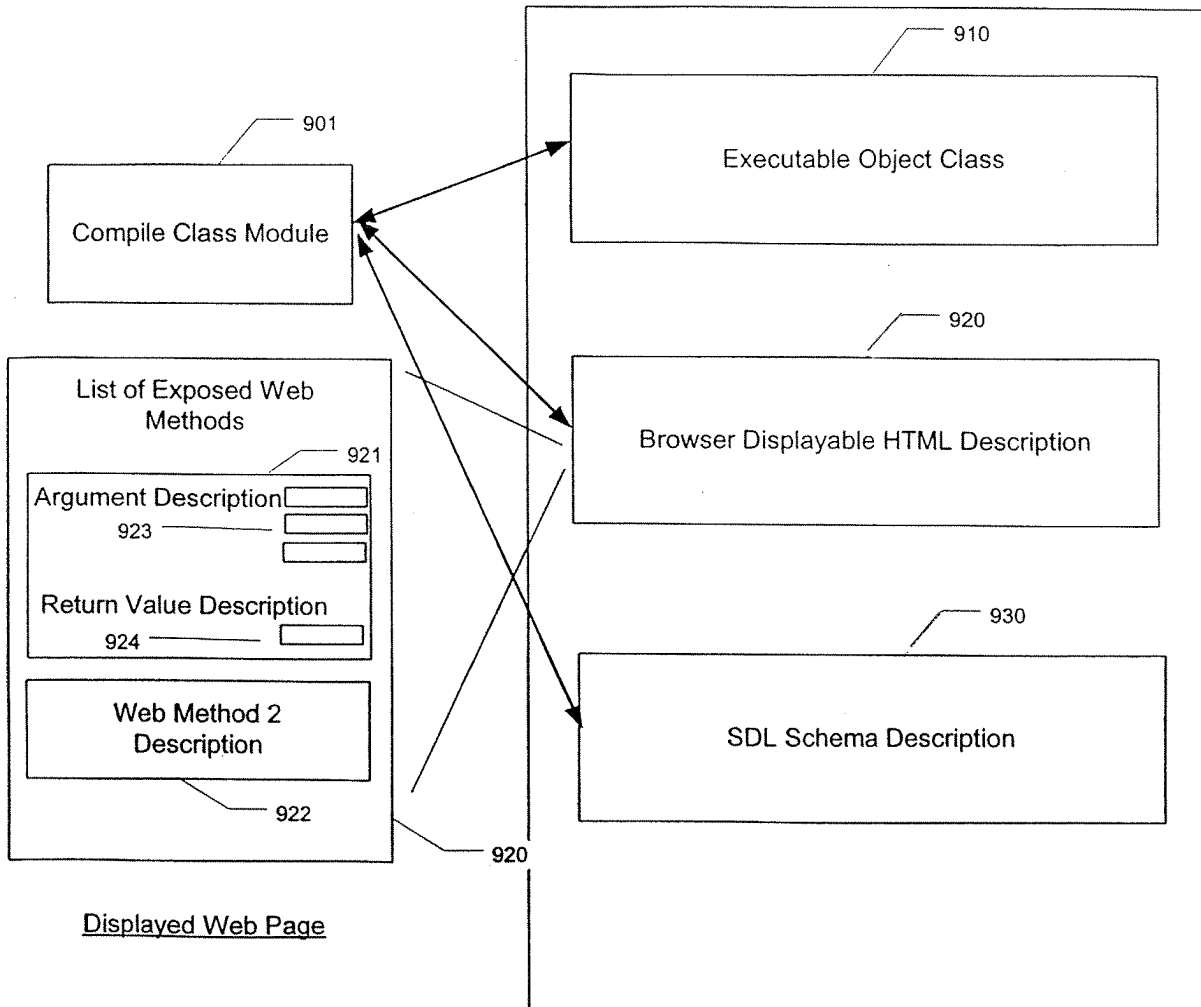 910
Executable Object Class
901
Compile Class Module
920
Browser Displayable HTML Description
List of Exposed Web
Methods
921
Argument Description
923
Return Value Description
924
Web Method 2
Description
922
920
930
SDL Schema Description
Displayed Web Page